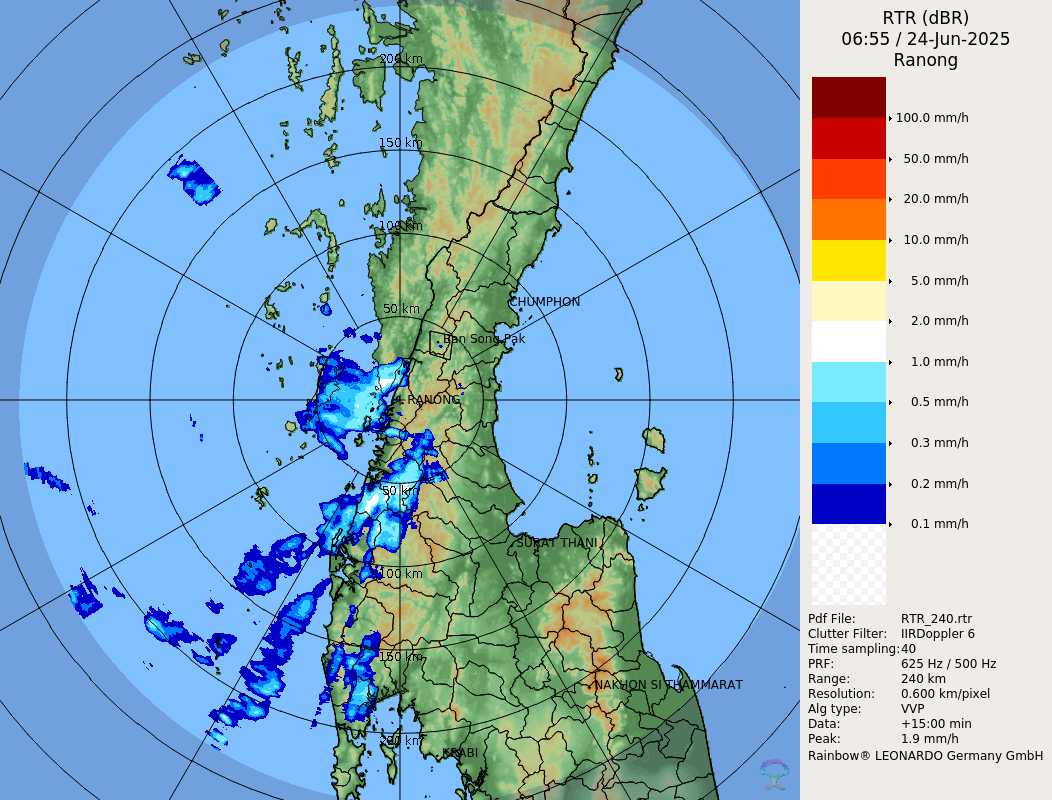 RTR (dBR)
06:55 / 24-Jun-2025
Ranong
100.0 mm/h
50.0 mm/h
20.0 mm/h
10.0 mm/h
5.0 mm/h
2.0 mm/h
1.0 mm/h
0.5 mm/h
0.3 mm/h
0.2 mm/h
0.1 mm/h
Pdf File: RTR_240.rtr
Clutter Filter: IIRDoppler 6
Time sampling: 40
PRF: 625 Hz / 500 Hz
Range: 240 km
Resolution: 0.600 km/pixel
Alg type: VVP
Data: +15:00 min
Peak: 1.9 mm/h
Rainbow® LEONARDO Germany GmbH
200 km
150 km
100 km
CHUMPHON
50 km
Ban Song Pak
RANONG
50 km
SURAT THANI
100 km
150 km
NAKHON SI THAMMARAT
200 km
KRABI